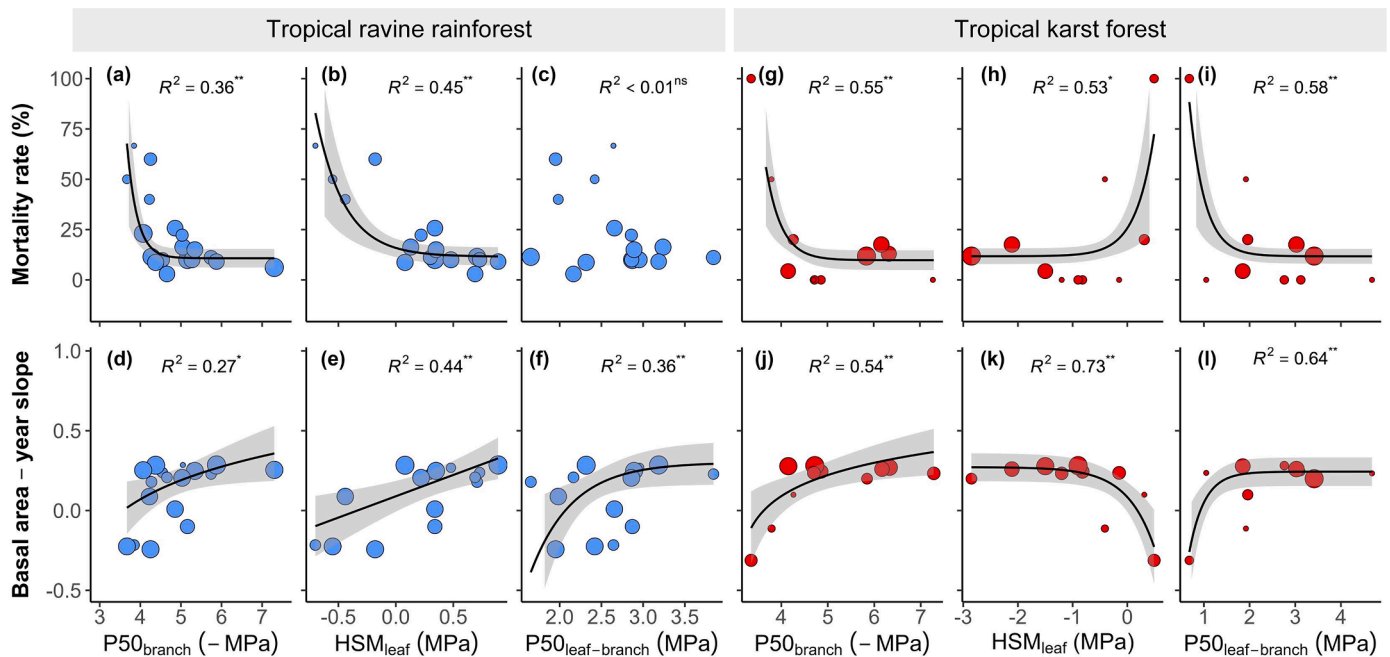 Tropical ravine rainforest Tropical karst forest
(a) R² = 0.36** (b) R² = 0.45** (c) R² < 0.01ns (g) R² = 0.55** (h) R² = 0.53* (i) R² = 0.58**
Mortality rate (%)
100
75
50
25
0
(d) R² = 0.27* (e) R² = 0.44** (f) R² = 0.36** (j) R² = 0.54** (k) R² = 0.73** (l) R² = 0.64**
Basal area – year slope
1.0
0.5
0.0
-0.5
3 4 5 6 7 -0.5 0.0 0.5 2.0 2.5 3.0 3.5 4 5 6 7 -3 -2 -1 0 1 2 3 4
P50branch (− MPa) HSMleaf (MPa) P50leaf−branch (MPa) P50branch (− MPa) HSMleaf (MPa) P50leaf−branch (MPa)